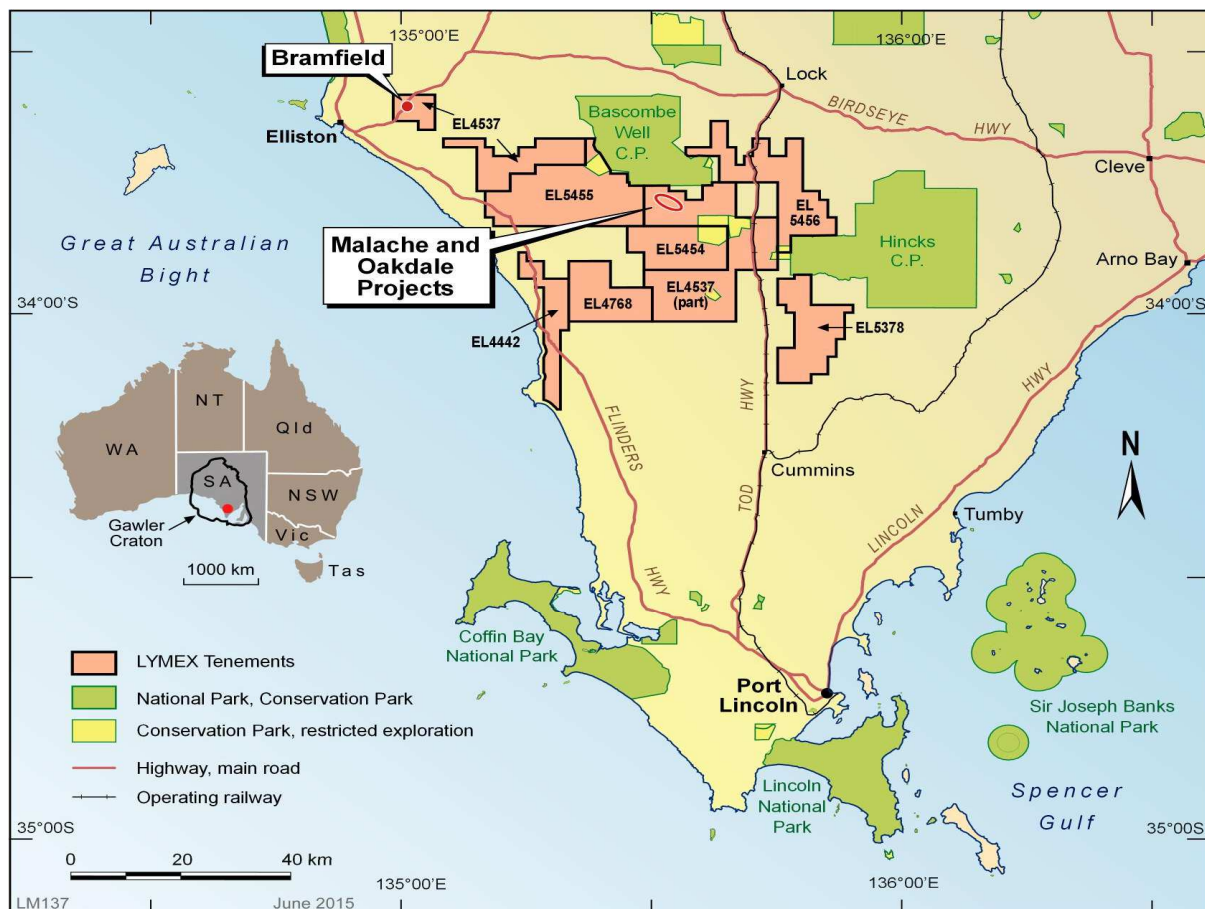 135°00'E
136°00'E
Bramfield
Lock
BIRDSEYE
HWY
Elliston
EL4537
Bascombe
Well
C.P.
Cleve
EL5455
EL
5456
Great Australian
Bight
Malache and
Oakdale
Projects
EL5454
Hincks
C.P.
Arno Bay
34°00'S
EL4768
EL4537
(part)
34°00'S
EL4442
EL5378
HWY
HWY
NT
WA
Qld
FLINDERS
SA
NSW
Vic
Tas
Gawler
Craton
1000 km
Cummins
TOD
LINCOLN
N
Tumby
HWY
Coffin Bay
National Park
LYMEX Tenements
National Park, Conservation Park
Conservation Park, restricted exploration
Highway, main road
Operating railway
Port
Lincoln
Sir Joseph Banks
National Park
Lincoln
National
Park
Spencer
Gulf
35°00'S
35°00'S
0 20 40 km
135°00'E
136°00'E
LM137
June 2015